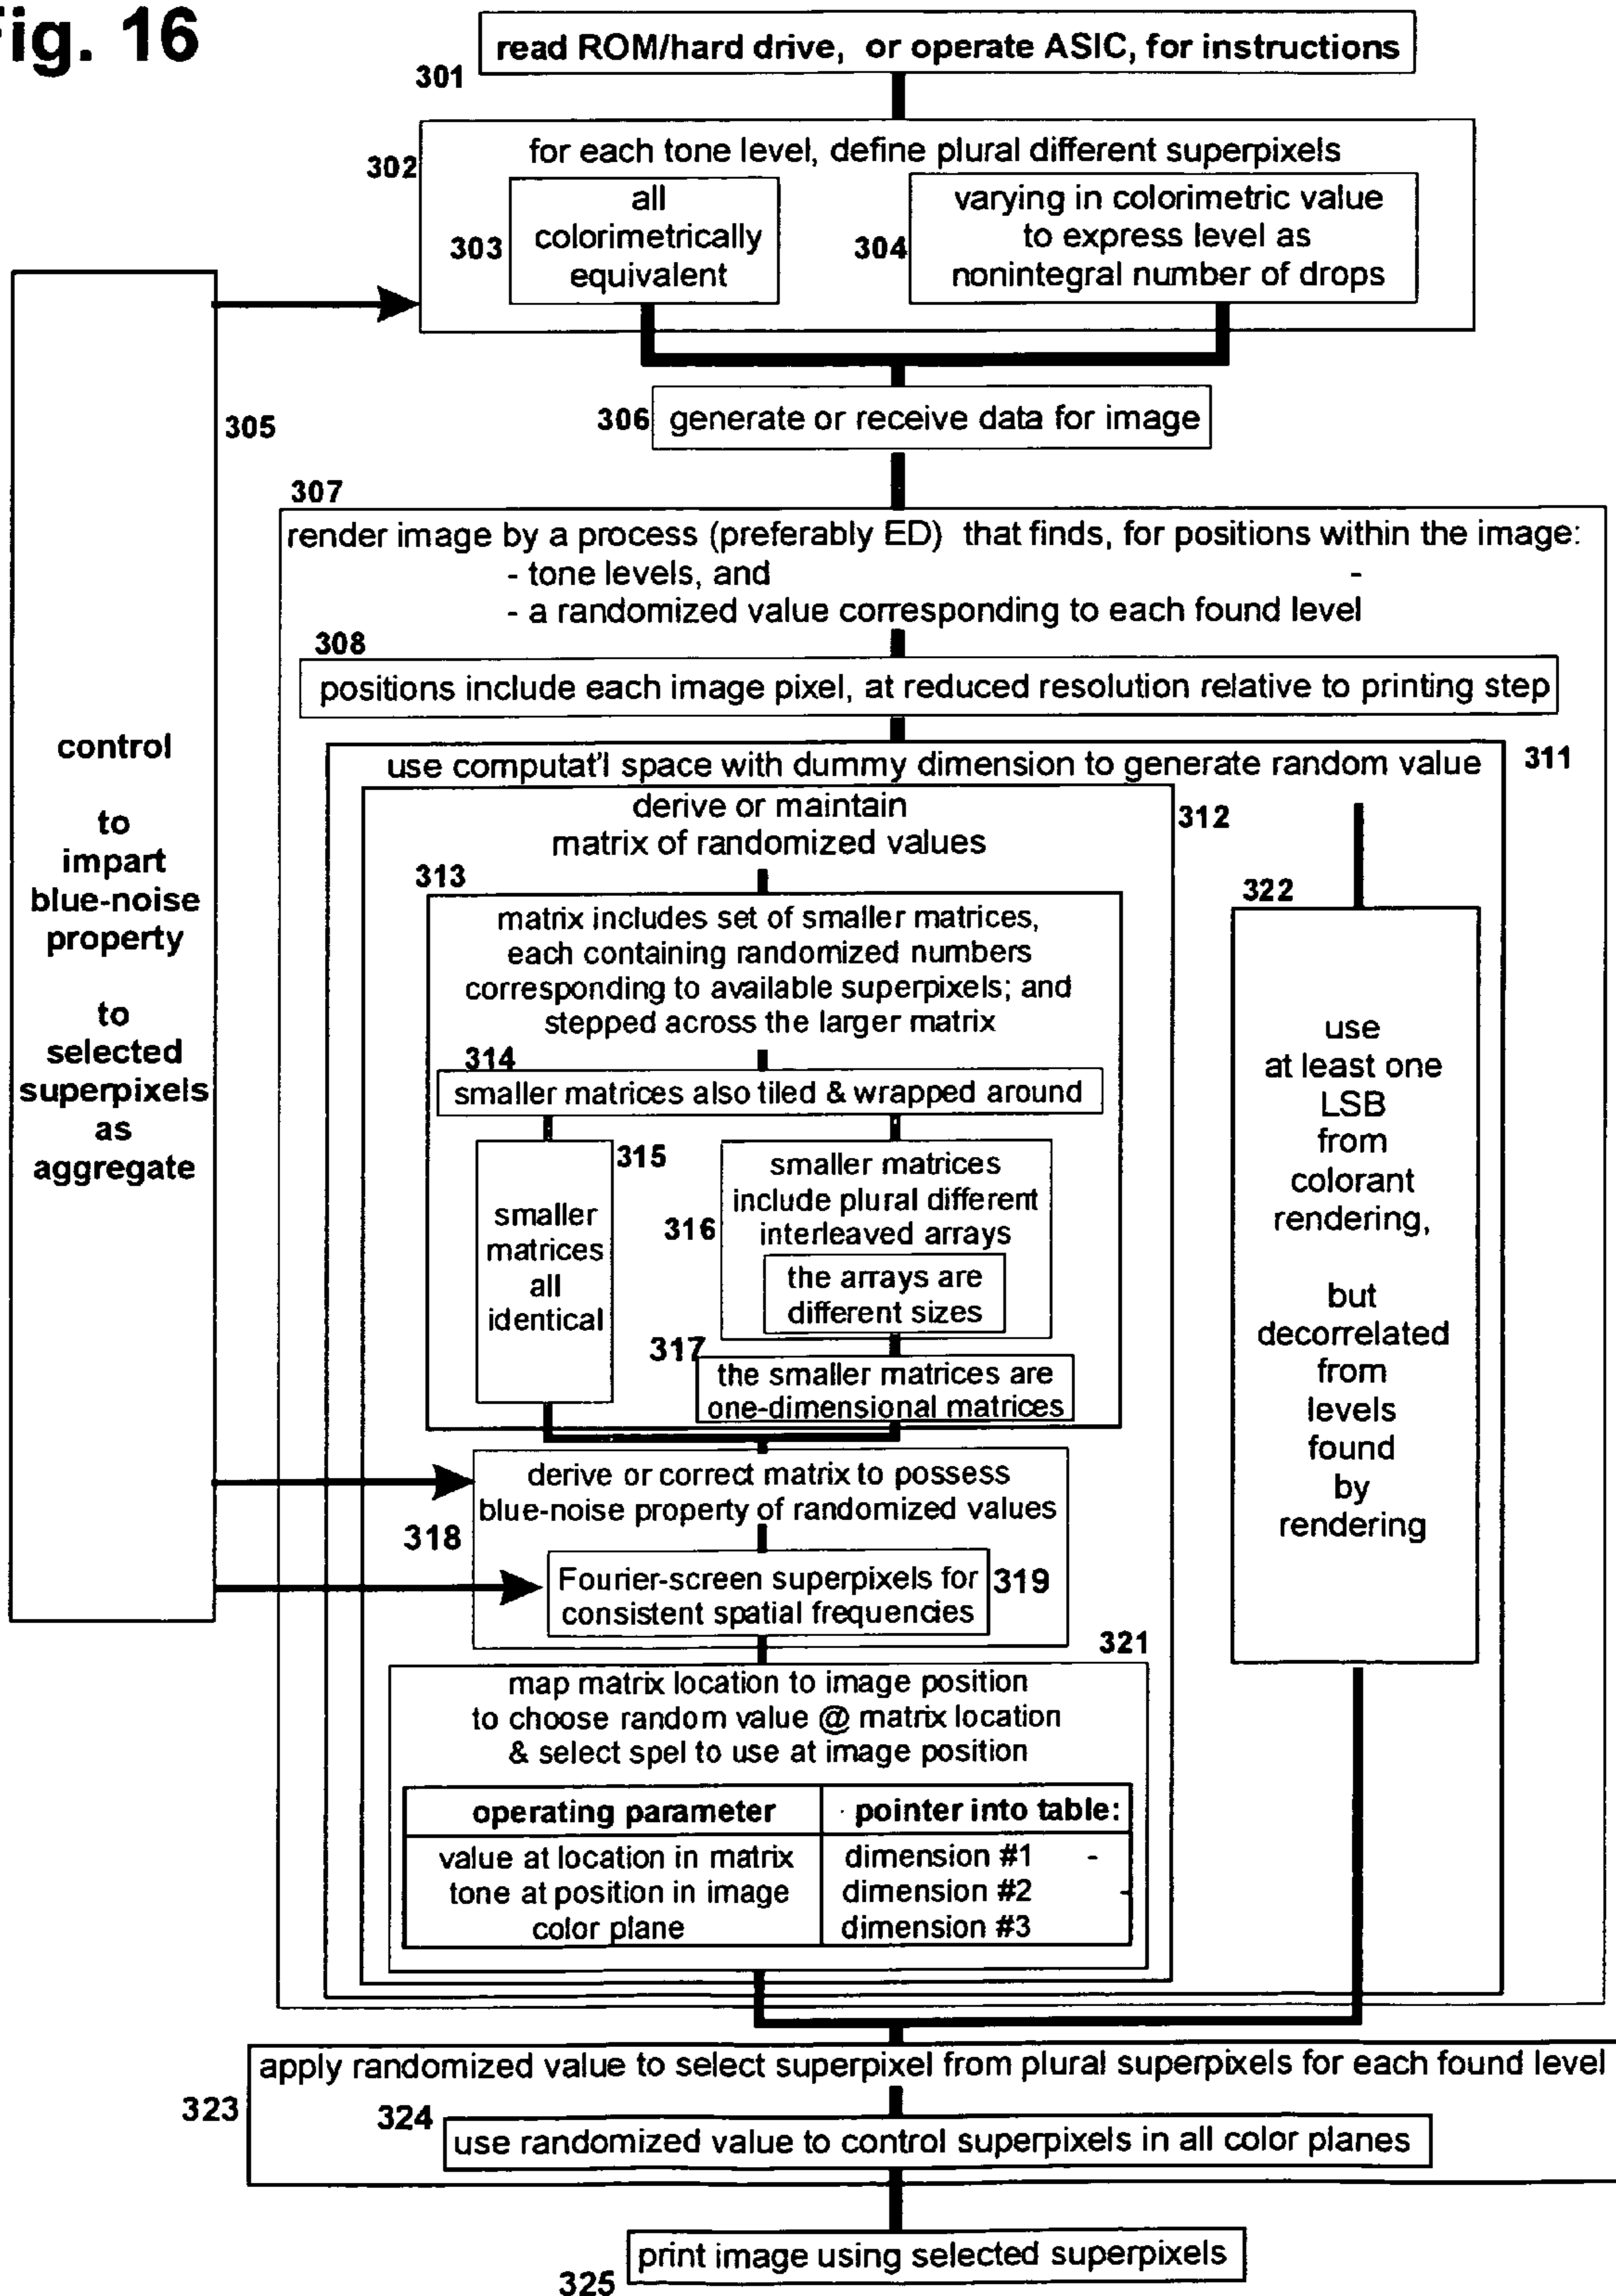 ig. 16
read ROM/hard drive, or operate ASIC, for instructions
301
302
for each tone level, define plural different superpixels
303
all
colorimetrically
equivalent
304
varying in colorimetric value
to express level as
nonintegral number of drops
305
control
to
impart
blue-noise
property
to
selected
superpixels
as
aggregate
306
generate or receive data for image
307
render image by a process (preferably ED) that finds, for positions within the image:
- tone levels, and -
- a randomized value corresponding to each found level
308
positions include each image pixel, at reduced resolution relative to printing step
use computat'l space with dummy dimension to generate random value
311
derive or maintain
matrix of randomized values
312
313
matrix includes set of smaller matrices,
each containing randomized numbers
corresponding to available superpixels; and
stepped across the larger matrix
314
smaller matrices also tiled & wrapped around
315
smaller
matrices
all
identical
316
smaller matrices
include plural different
interleaved arrays
the arrays are
different sizes
317
the smaller matrices are
one-dimensional matrices
322
use
at least one
LSB
from
colorant
rendering,
but
decorrelated
from
levels
found
by
rendering
derive or correct matrix to possess
blue-noise property of randomized values
318
Fourier-screen superpixels for
consistent spatial frequencies
319
321
map matrix location to image position
to choose random value @ matrix location
& select spel to use at image position
operating parameter pointer into table:
value at location in matrix dimension #1 -
tone at position in image dimension #2
color plane dimension #3
apply randomized value to select superpixel from plural superpixels for each found level
323
324
use randomized value to control superpixels in all color planes
print image using selected superpixels
325